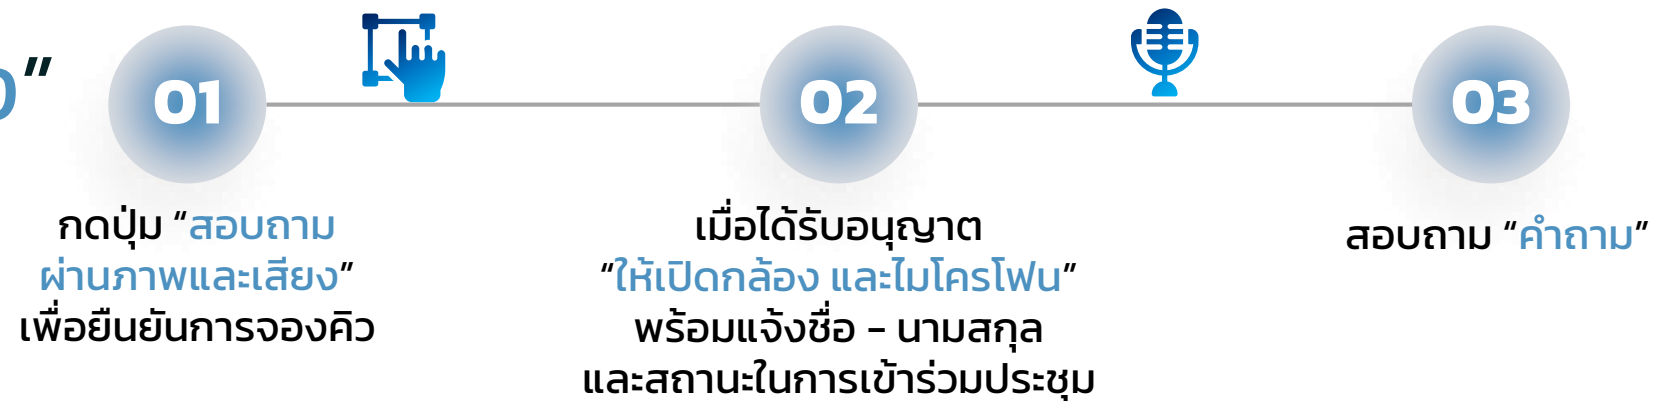 01
02
03
กดปุ่ม “สอบถาม
ผ่านภาพและเสียง”
เพื่อยืนยันการจองคิว
เมื่อได้รับอนุญาต
“ให้เปิดกล้อง และไมโครโฟน”
พร้อมแจ้งชื่อ – นามสกุล
และสถานะในการเข้าร่วมประชุม
สอบถาม “คำถาม”